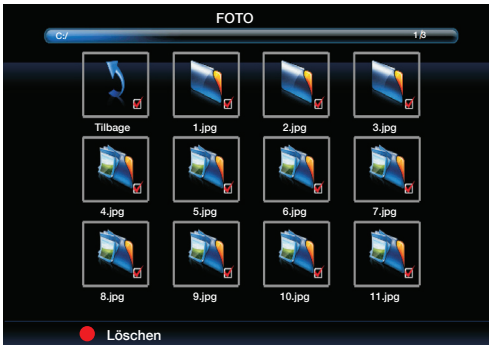 FOTO
C:/ 1/3
Tilbage 1.jpg 2.jpg 3.jpg
4.jpg 5.jpg 6.jpg 7.jpg
8.jpg 9.jpg 10.jpg 11.jpg
Löschen